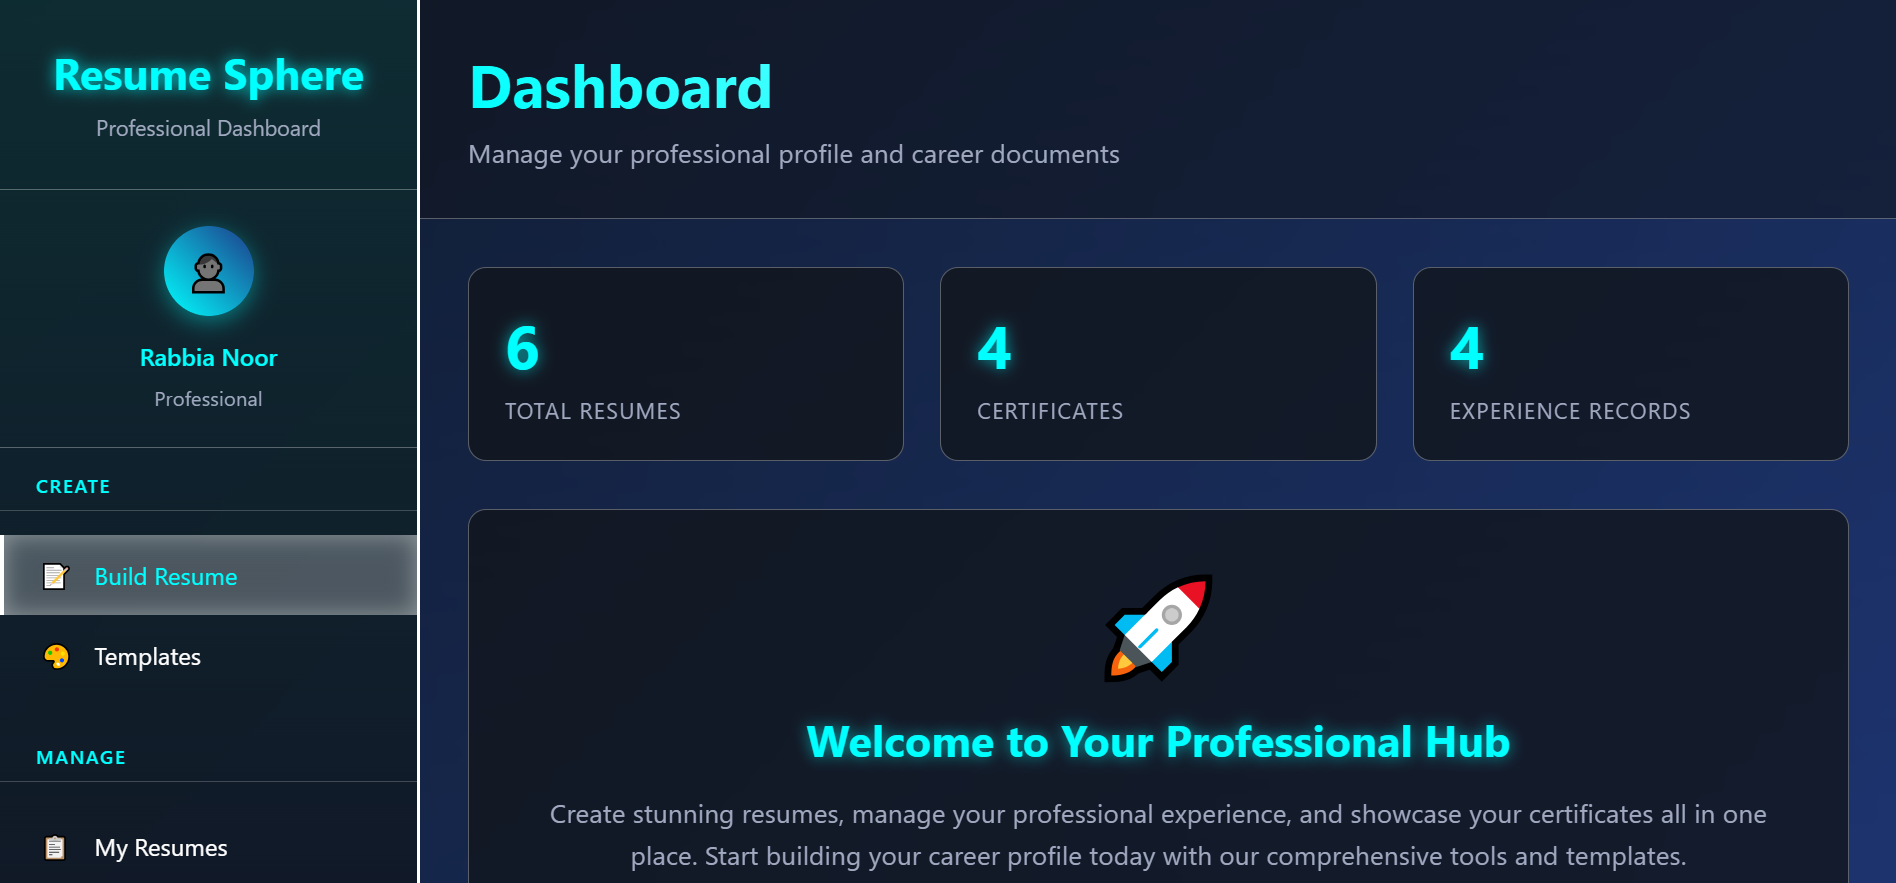 Resume Sphere
Professional Dashboard
Rabbia Noor
Professional
CREATE
Build Resume
Templates
MANAGE
My Resumes
Dashboard
Manage your professional profile and career documents
6
TOTAL RESUMES
4
CERTIFICATES
4
EXPERIENCE RECORDS
Welcome to Your Professional Hub
Create stunning resumes, manage your professional experience, and showcase your certificates all in one
place. Start building your career profile today with our comprehensive tools and templates.